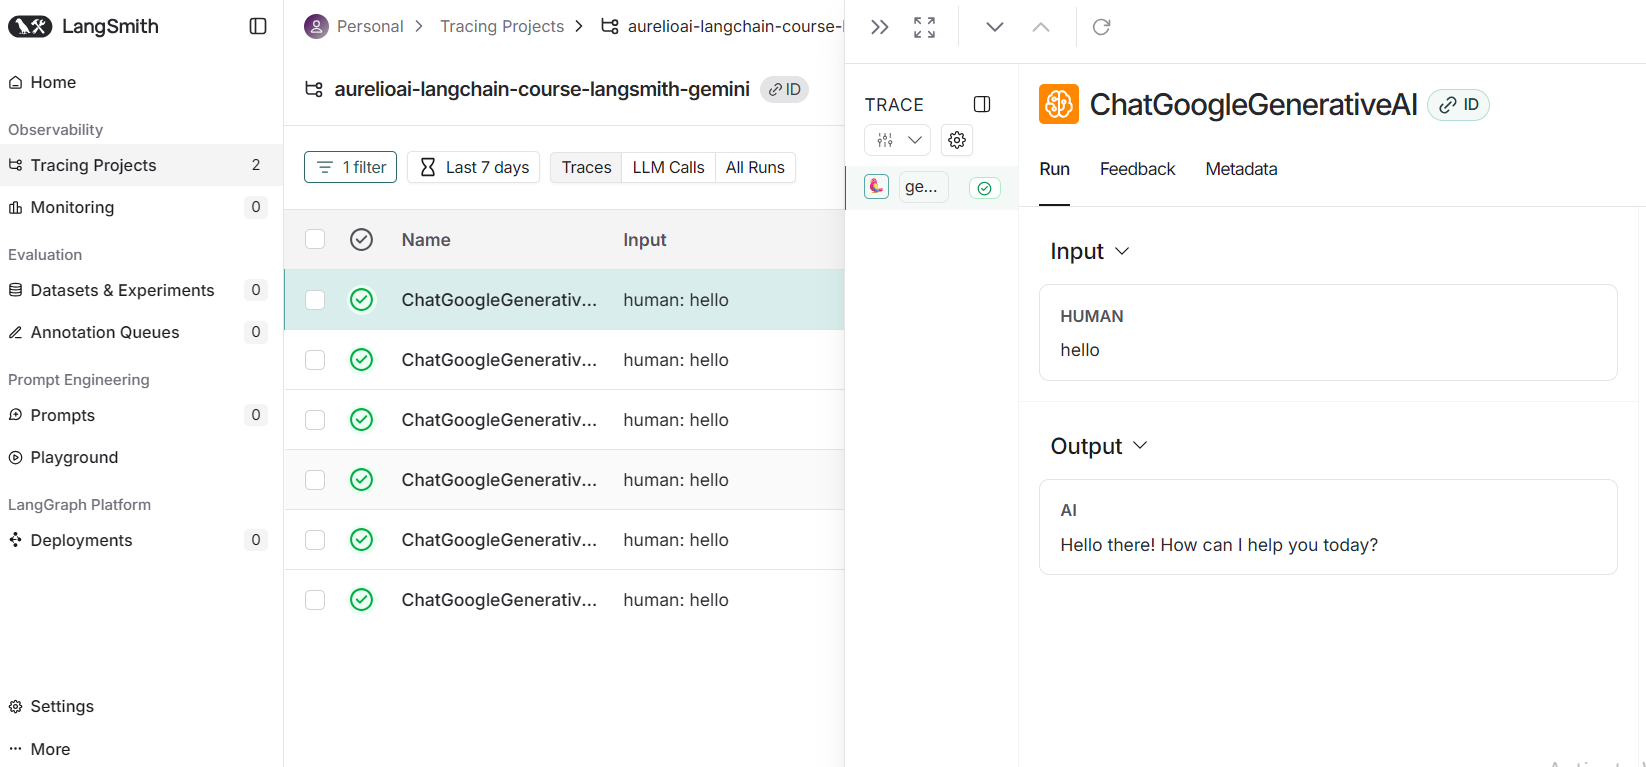 LangSmith
Home
Observability
Tracing Projects 2
Monitoring 0
Evaluation
Datasets & Experiments 0
Annotation Queues 0
Prompt Engineering
Prompts 0
Playground
LangGraph Platform
Deployments 0
Settings
More
Personal > Tracing Projects > aurelioai-langchain-course-
aurelioai-langchain-course-langsmith-gemini ID
1 filter Last 7 days Traces LLM Calls All Runs
Name Input
ChatGoogleGenerativ... human: hello
ChatGoogleGenerativ... human: hello
ChatGoogleGenerativ... human: hello
ChatGoogleGenerativ... human: hello
ChatGoogleGenerativ... human: hello
ChatGoogleGenerativ... human: hello
TRACE
ge...
ChatGoogleGenerativeAI ID
Run Feedback Metadata
Input
HUMAN
hello
Output
AI
Hello there! How can I help you today?